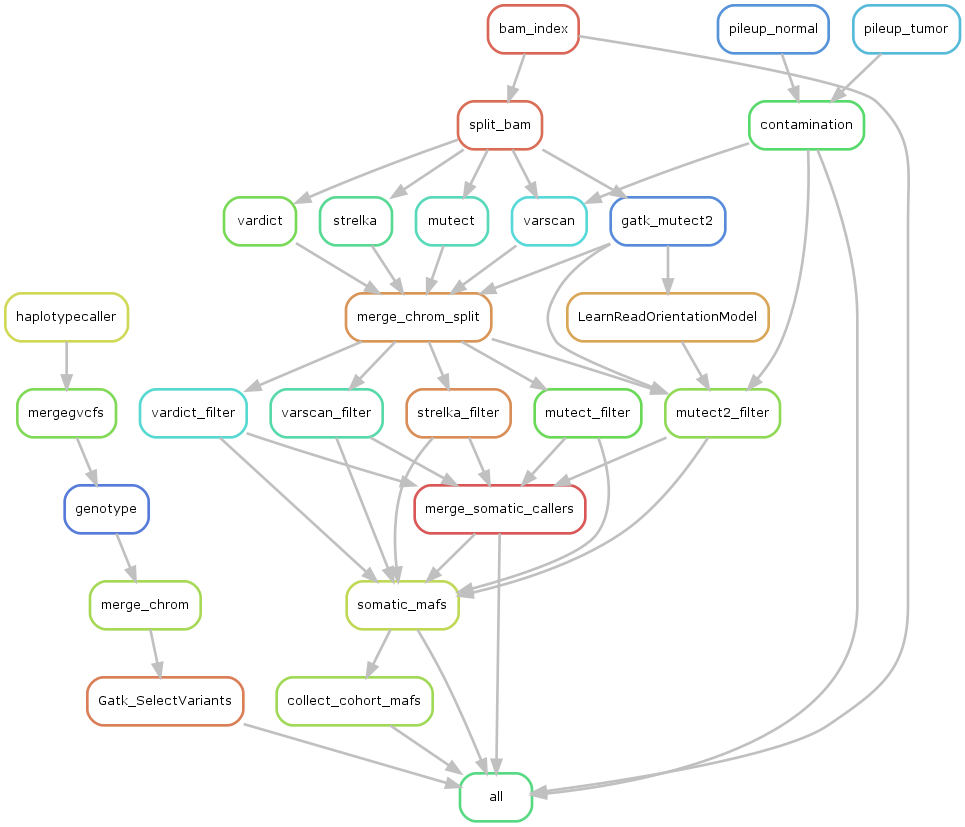 bam_index
pileup_normal
pileup_tumor
split_bam
contamination
vardict
strelka
mutect
varscan
gatk_mutect2
haplotypecaller
merge_chrom_split
LearnReadOrientationModel
mergegvcfs
vardict_filter
varscan_filter
strelka_filter
mutect_filter
mutect2_filter
genotype
merge_somatic_callers
merge_chrom
somatic_mafs
Gatk_SelectVariants
collect_cohort_mafs
all